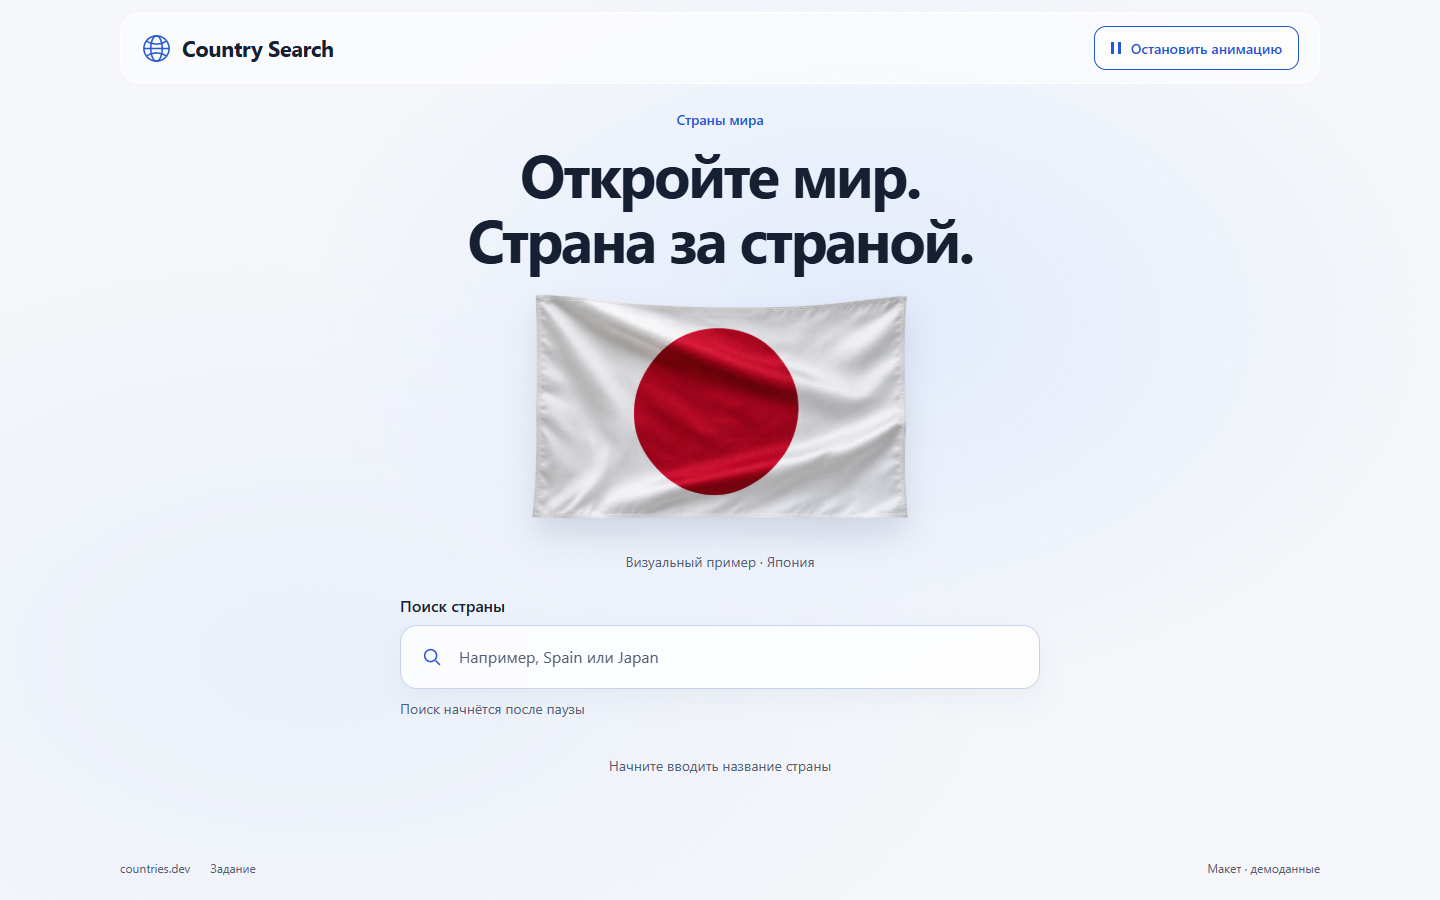 Country Search
Остановить анимацию
Страны мира
Откройте мир.
Страна за страной.
Визуальный пример · Япония
Поиск страны
Например, Spain или Japan
Поиск начнётся после паузы
Начните вводить название страны
countries.dev Задание
Макет · демоданные